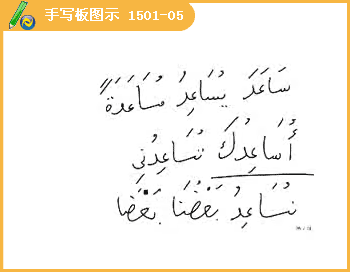 手写板图示 1501-05
سَاعَدَ يُسَاعِدُ مُسَاعَدَةً
أُسَاعِدُكَ تُسَاعِدُنِي
نُسَاعِدُ بَعْضُنَا بَعْضًا